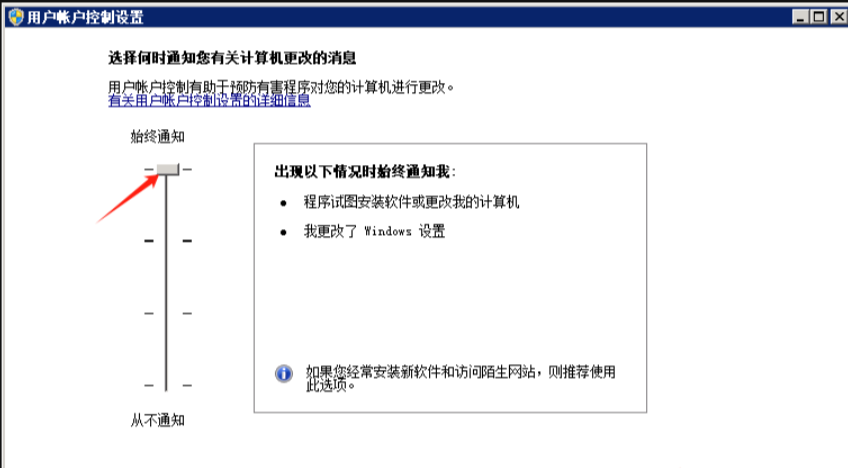 用户帐户控制设置
选择何时通知您有关计算机更改的消息
用户帐户控制有助于预防有害程序对您的计算机进行更改。
有关用户帐户控制设置的详细信息
始终通知
出现以下情况时始终通知我:
• 程序试图安装软件或更改我的计算机
• 我更改了 Windows 设置
如果您经常安装新软件和访问陌生网站，则推荐使用
此选项。
从不通知